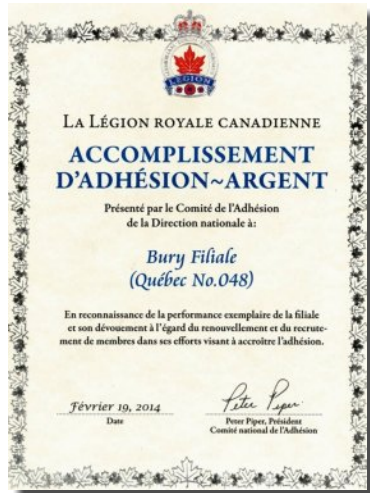 LEGION
LA LÉGION ROYALE CANADIENNE
ACCOMPLISSEMENT
D'ADHÉSION~ARGENT
Présenté par le Comité de l'Adhésion
de la Direction nationale à:
Bury Filiale
(Québec No.048)
En reconnaissance de la performance exemplaire de la filiale
et son dévouement à l'égard du renouvellement et du recrute-
ment de membres dans ses efforts visant à accroître l'adhésion.
Février 19, 2014
Peter Piper
Date
Peter Piper, Président
Comité national de l'Adhésion